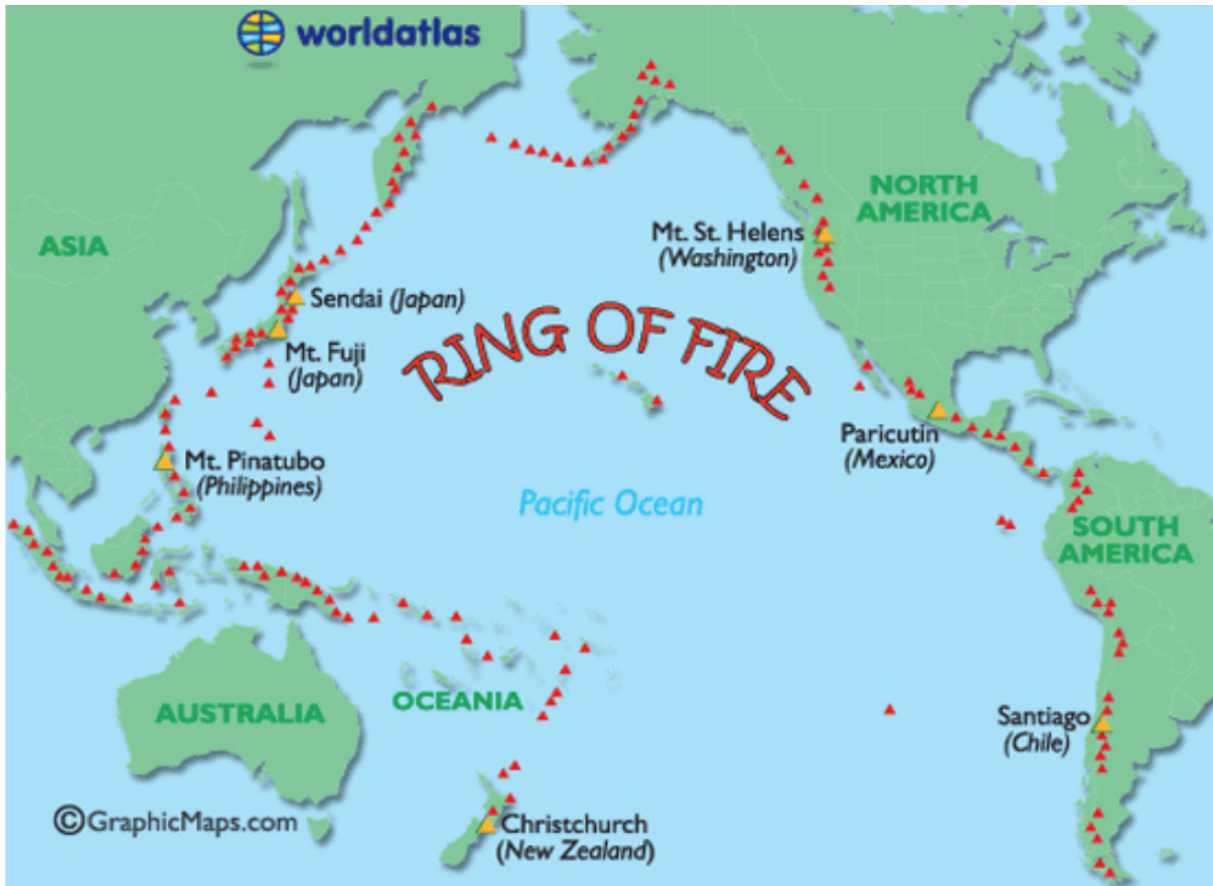 worldatlas
NORTH
AMERICA
ASIA
Mt. St. Helens
(Washington)
Sendai (Japan)
RING OF FIRE
Mt. Fuji
(Japan)
Paricutin
(Mexico)
Mt. Pinatubo
(Philippines)
Pacific Ocean
SOUTH
AMERICA
OCEANIA
AUSTRALIA
Santiago
(Chile)
©GraphicMaps.com
Christchurch
(New Zealand)